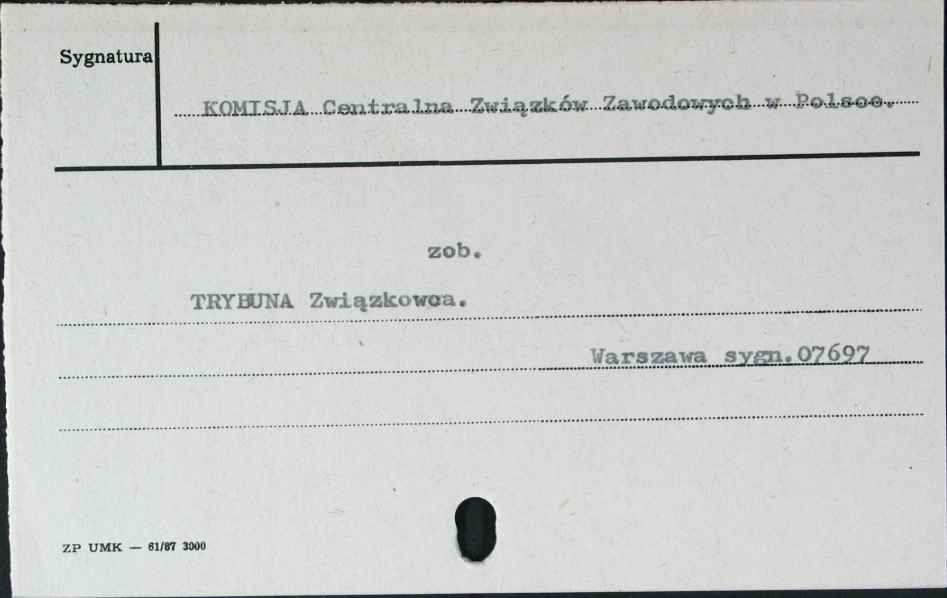 Sygnatura
KOMISJA Centralna Związków Zawodowych w Polsce.
zob.
TRYBUNA Związkowca.
Warszawa sygn.07697
ZP UMK — 61/87 3000